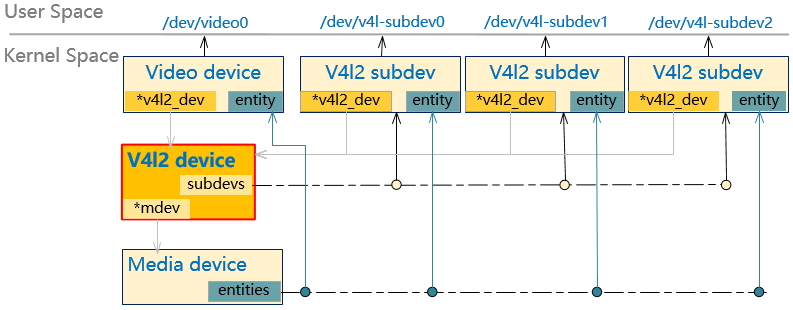 User Space
/dev/video0 /dev/v4l-subdev0 /dev/v4l-subdev1 /dev/v4l-subdev2
Kernel Space
Video device V4l2 subdev V4l2 subdev V4l2 subdev
*v4l2_dev entity *v4l2_dev entity *v4l2_dev entity *v4l2_dev entity
V4l2 device
subdevs
*mdev
Media device
entities